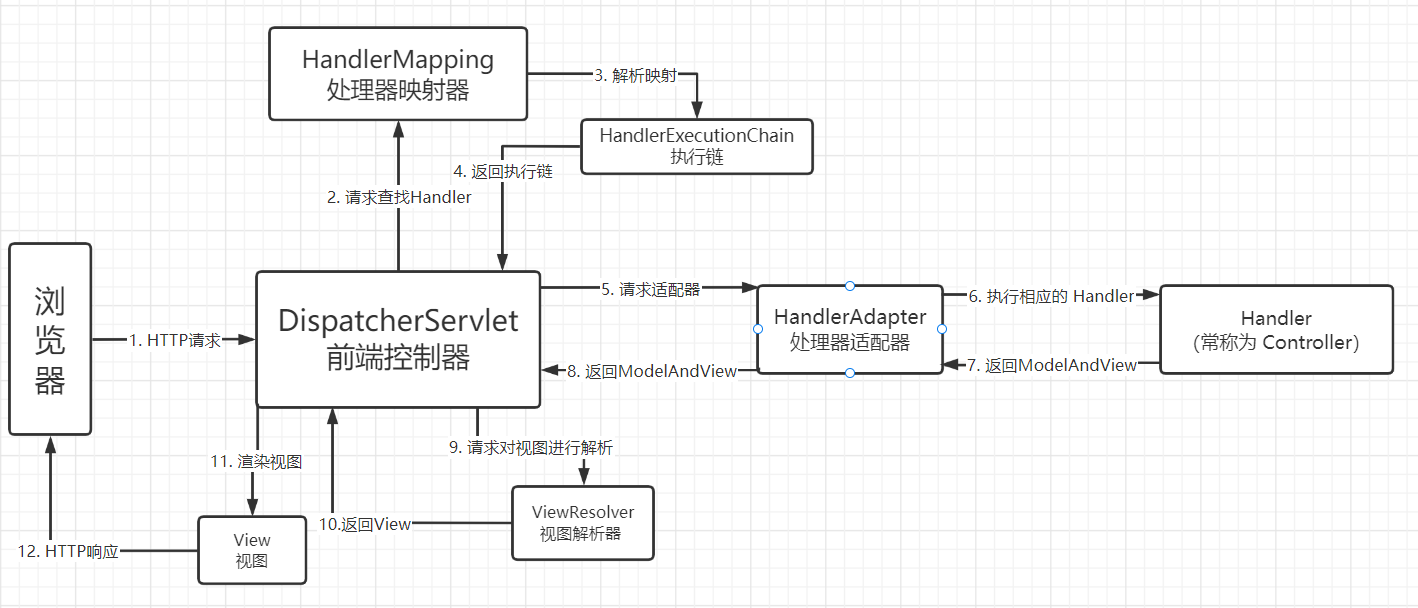 HandlerMapping
处理器映射器
3. 解析映射
HandlerExecutionChain
执行链
4. 返回执行链
2. 请求查找Handler
浏
览
器
1. HTTP请求
DispatcherServlet
前端控制器
5. 请求适配器
HandlerAdapter
处理器适配器
6. 执行相应的 Handler
Handler
(常称为 Controller)
7. 返回ModelAndView
8. 返回ModelAndView
9. 请求对视图进行解析
ViewResolver
视图解析器
10.返回View
11. 渲染视图
View
视图
12. HTTP响应